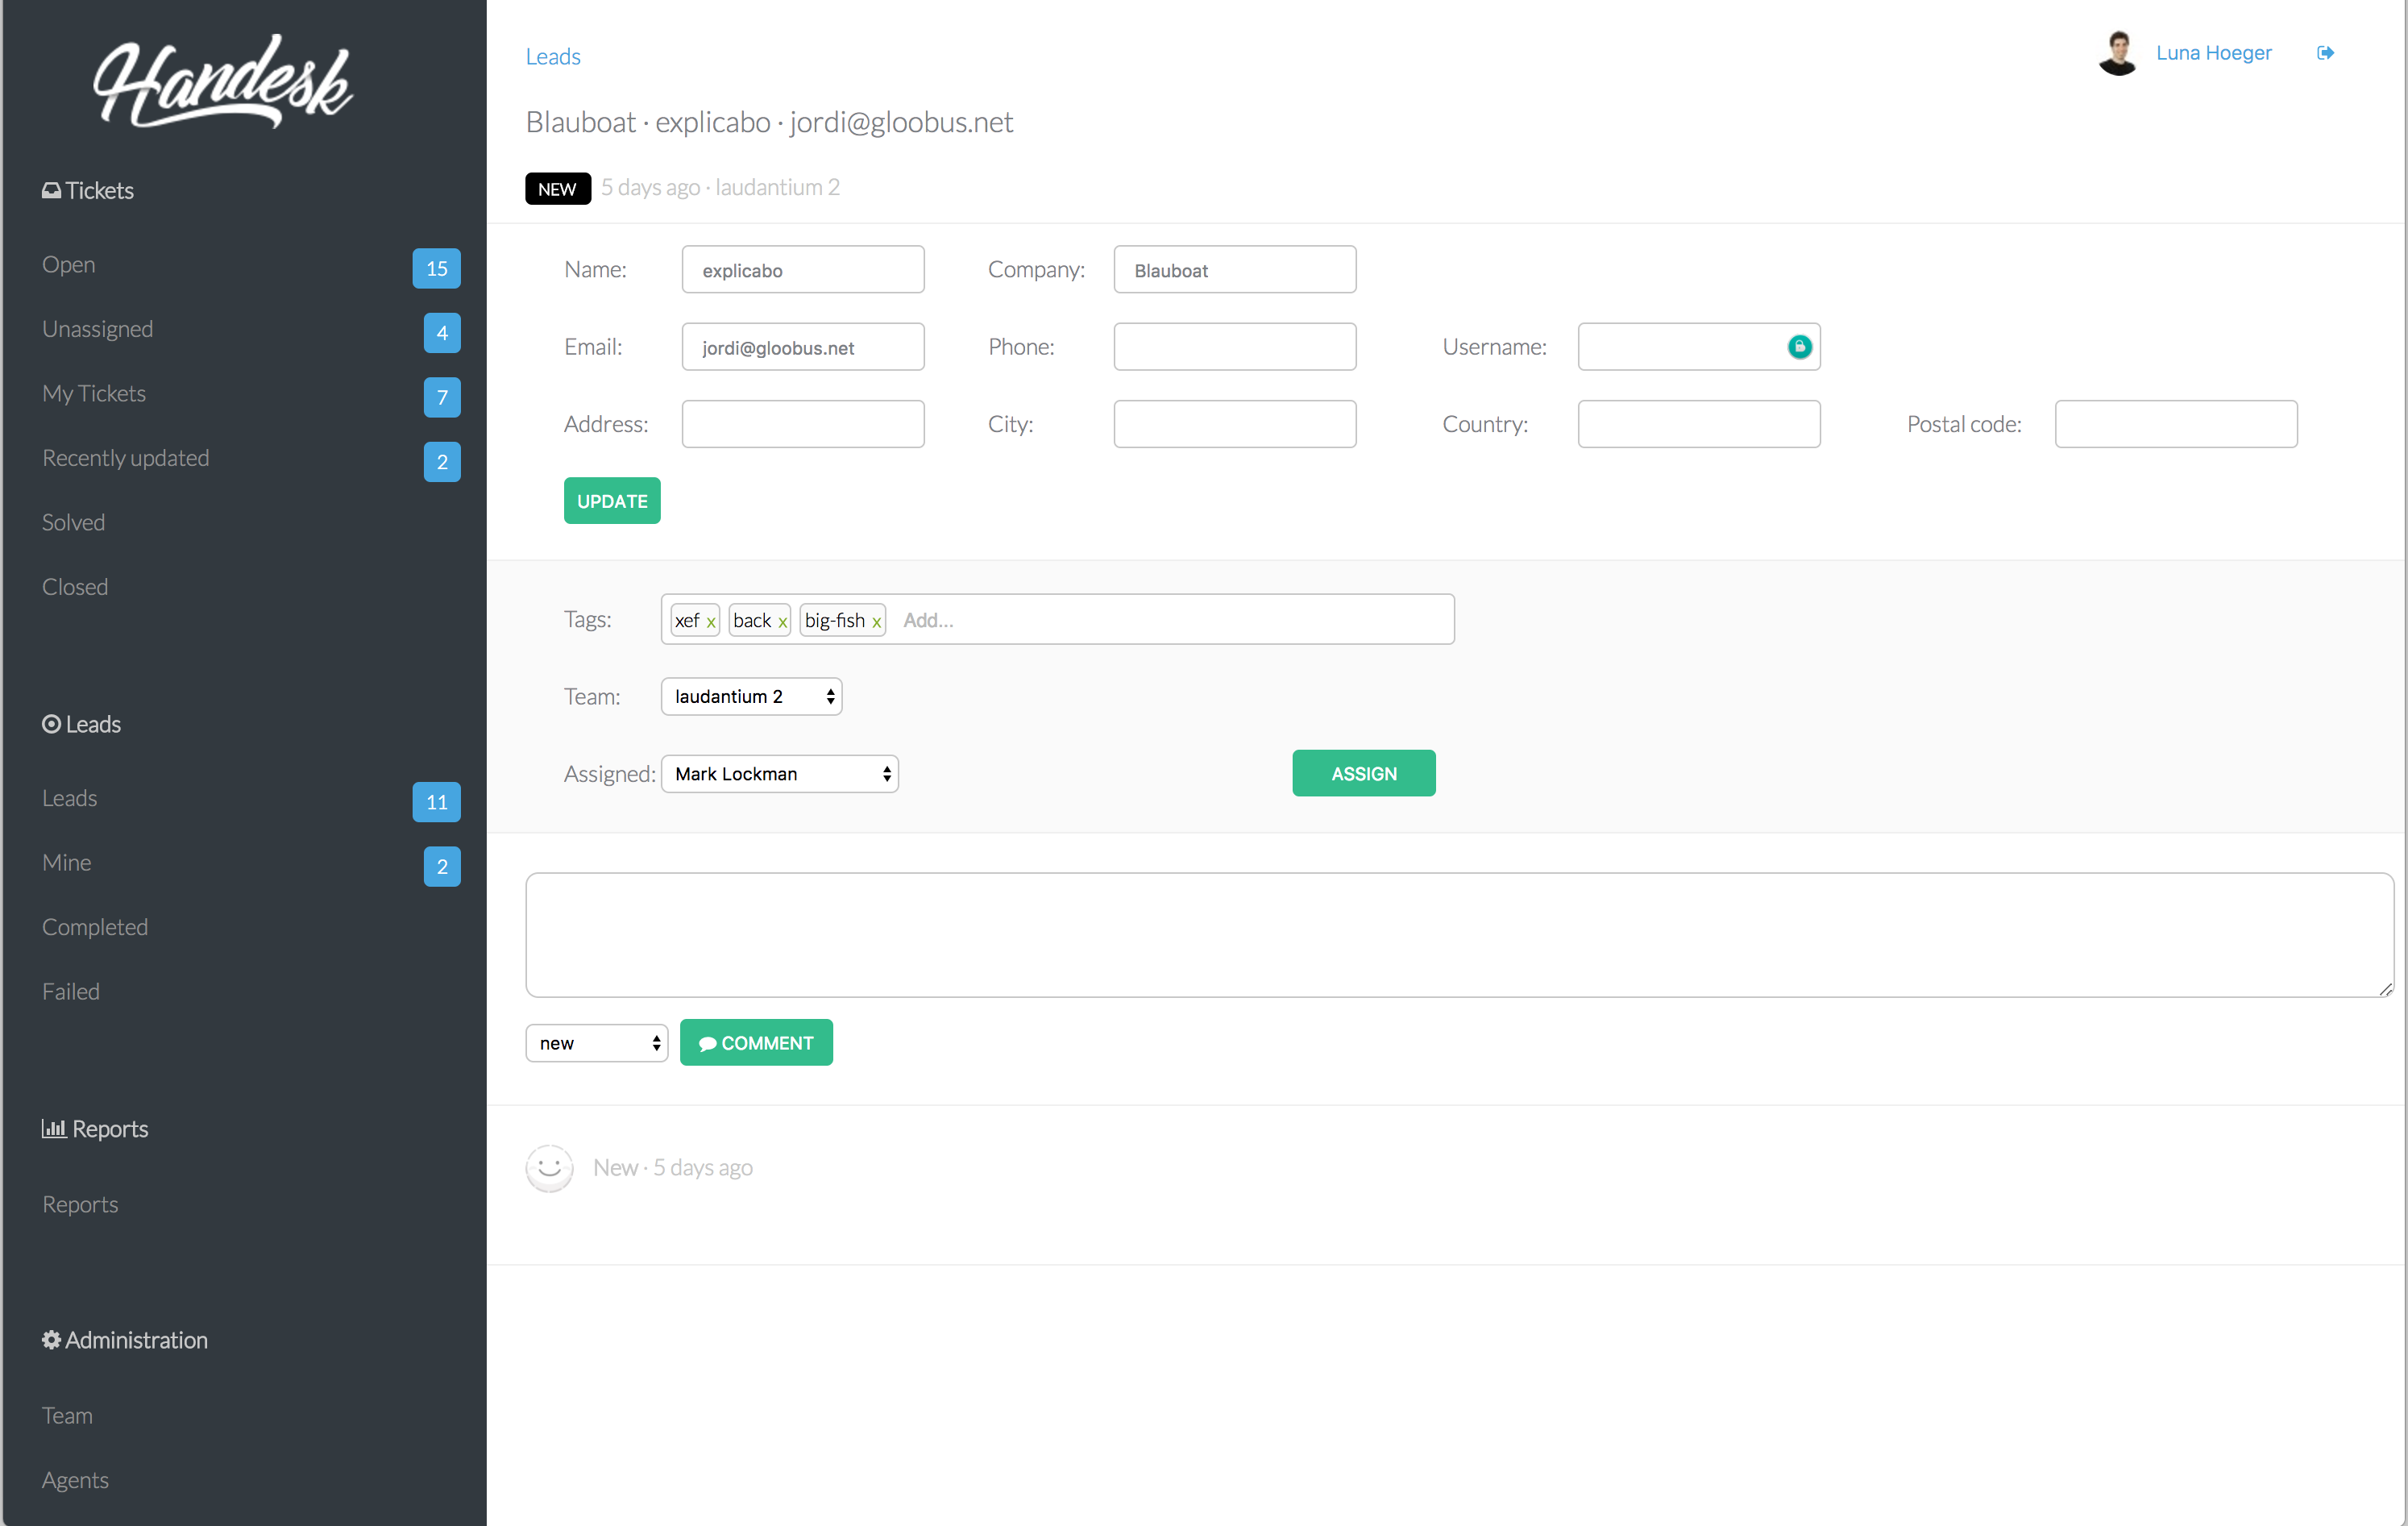 Handesk
Tickets
Open 15
Unassigned 4
My Tickets 7
Recently updated 2
Solved
Closed
Leads
Leads 11
Mine 2
Completed
Failed
Reports
Reports
Administration
Team
Agents
Leads
Luna Hoeger
Blauboat · explicabo · jordi@gloobus.net
NEW 5 days ago · laudantium 2
Name: explicabo Company: Blauboat
Email: jordi@gloobus.net Phone: Username:
Address: City: Country: Postal code:
UPDATE
Tags: xef x back x big-fish x Add...
Team: laudantium 2
Assigned: Mark Lockman ASSIGN
new COMMENT
New · 5 days ago